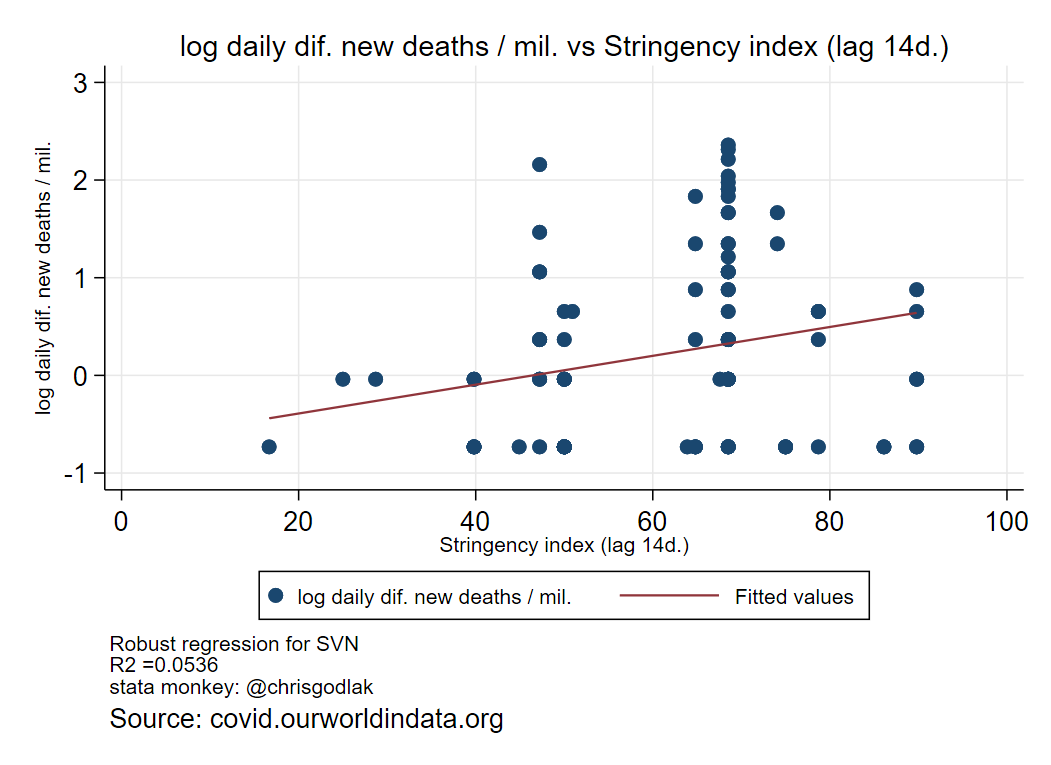 log daily dif. new deaths / mil. vs Stringency index (lag 14d.)
log daily dif. new deaths / mil.
3
2
1
0
-1
0 20 40 60 80 100
Stringency index (lag 14d.)
log daily dif. new deaths / mil. Fitted values
Robust regression for SVN
R2 =0.0536
stata monkey: @chrisgodlak
Source: covid.ourworldindata.org